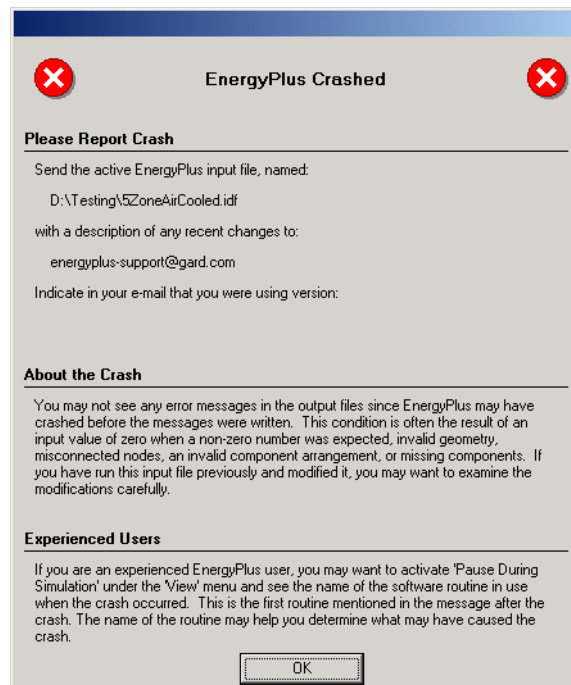 EnergyPlus Crashed
Please Report Crash
Send the active EnergyPlus input file, named:
D:\Testing\5ZoneAirCooled.idf
with a description of any recent changes to:
energyplus-support@gard.com
Indicate in your e-mail that you were using version:
About the Crash
You may not see any error messages in the output files since EnergyPlus may have
crashed before the messages were written.  This condition is often the result of an
input value of zero when a non-zero number was expected, invalid geometry,
misconnected nodes, an invalid component arrangement, or missing components.  If
you have run this input file previously and modified it, you may want to examine the
modifications carefully.
Experienced Users
If you are an experienced EnergyPlus user, you may want to activate 'Pause During
Simulation' under the 'View' menu and see the name of the software routine in use
when the crash occurred.  This is the first routine mentioned in the message after the
crash. The name of the routine may help you determine what may have caused the
crash.
OK